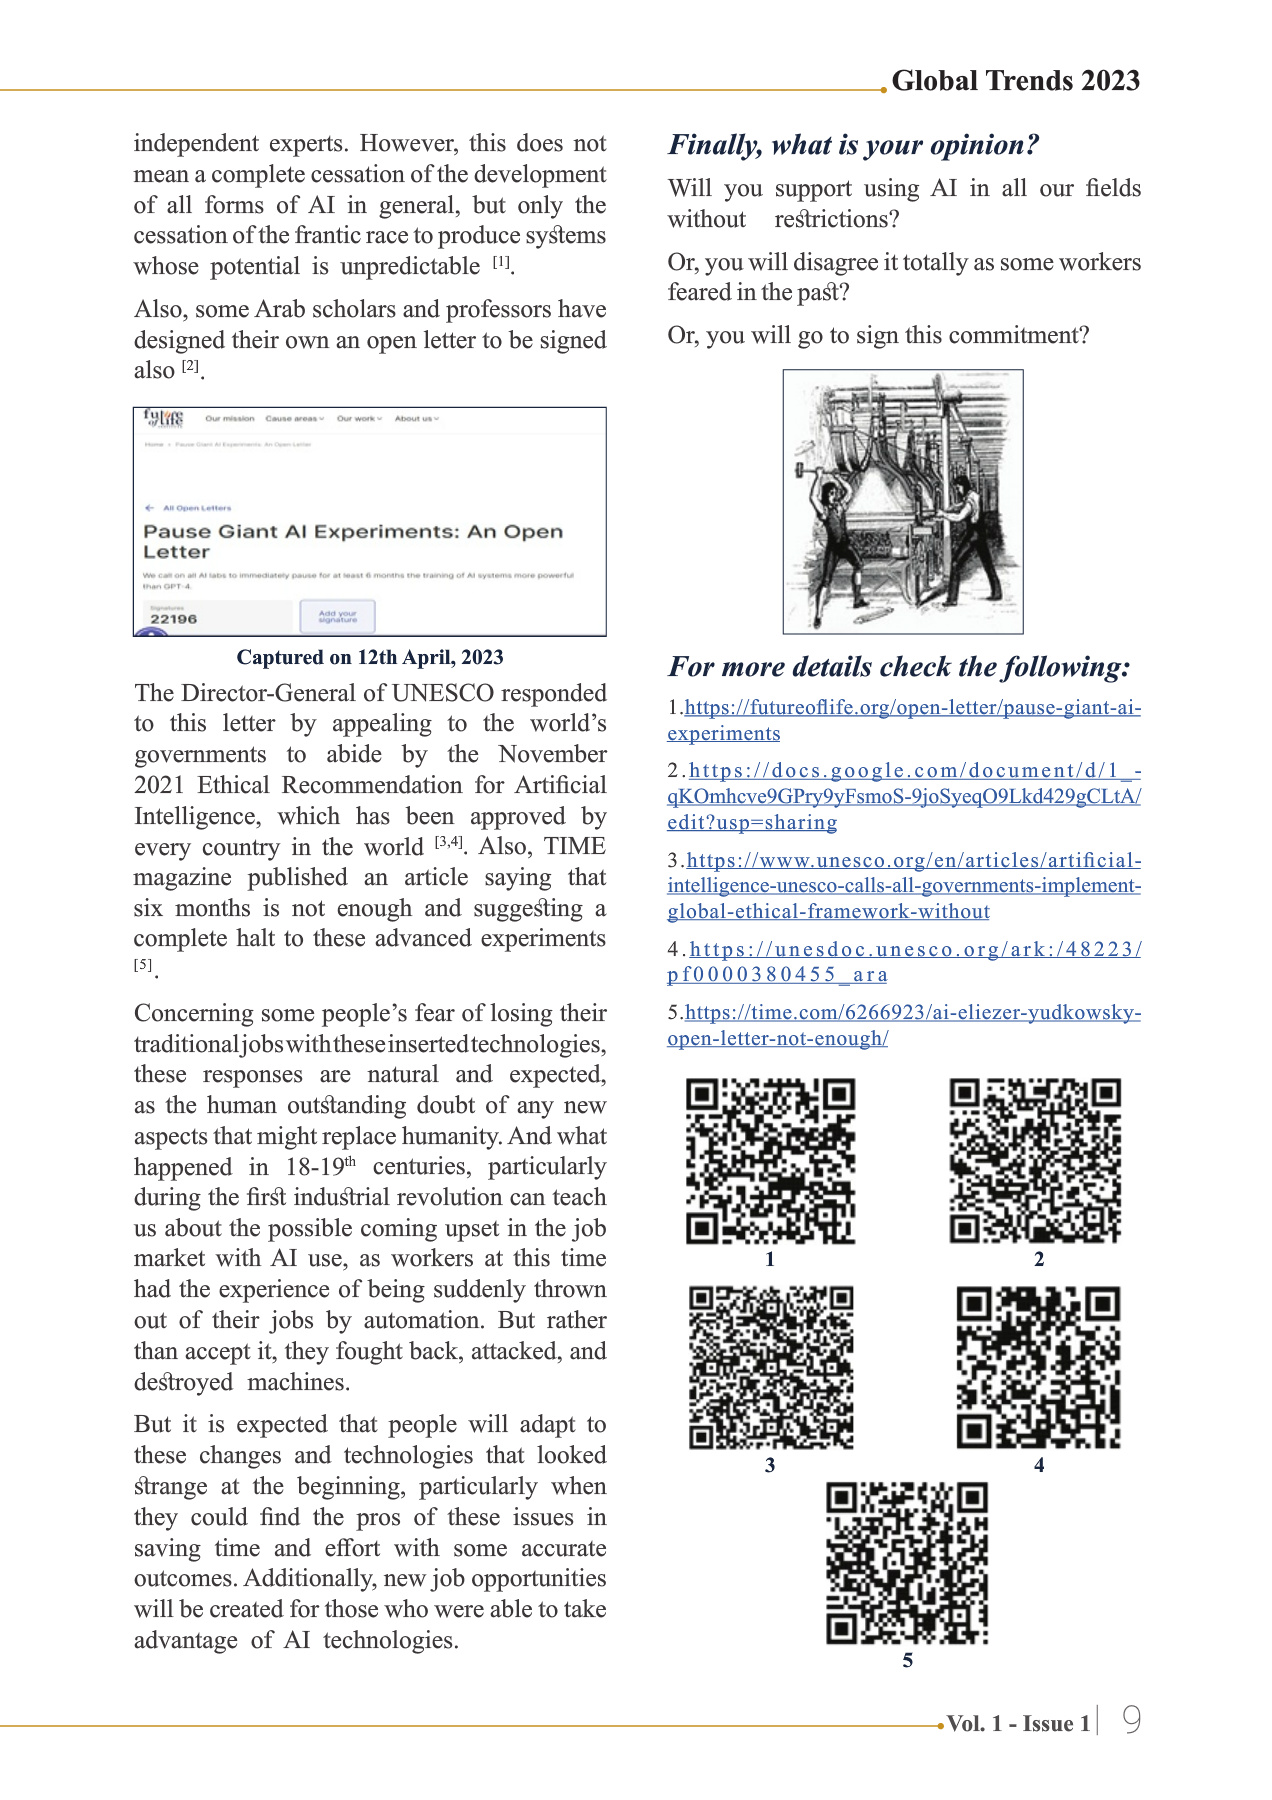 Global Trends 2023
independent experts. However, this does not
mean a complete cessation of the development
of all forms of AI in general, but only the
cessation of the frantic race to produce systems
whose potential is unpredictable [1].
Also, some Arab scholars and professors have
designed their own an open letter to be signed
also [2].
future
of life
INSTITUTE
Our mission Cause areas Our work About us
Home Pause Giant AI Experiments: An Open Letter
← All Open Letters
Pause Giant AI Experiments: An Open
Letter
We call on all AI labs to immediately pause for at least 6 months the training of AI systems more powerful
than GPT-4.
Signatures
22196
Add your
signature
Captured on 12th April, 2023
The Director-General of UNESCO responded
to this letter by appealing to the world’s
governments to abide by the November
2021 Ethical Recommendation for Artificial
Intelligence, which has been approved by
every country in the world [3,4]. Also, TIME
magazine published an article saying that
six months is not enough and suggesting a
complete halt to these advanced experiments
[5].
Concerning some people’s fear of losing their
traditional jobs with these inserted technologies,
these responses are natural and expected,
as the human outstanding doubt of any new
aspects that might replace humanity. And what
happened in 18-19th centuries, particularly
during the first industrial revolution can teach
us about the possible coming upset in the job
market with AI use, as workers at this time
had the experience of being suddenly thrown
out of their jobs by automation. But rather
than accept it, they fought back, attacked, and
destroyed machines.
But it is expected that people will adapt to
these changes and technologies that looked
strange at the beginning, particularly when
they could find the pros of these issues in
saving time and effort with some accurate
outcomes. Additionally, new job opportunities
will be created for those who were able to take
advantage of AI technologies.
Finally, what is your opinion?
Will you support using AI in all our fields
without restrictions?
Or, you will disagree it totally as some workers
feared in the past?
Or, you will go to sign this commitment?
For more details check the following:
1.https://futureoflife.org/open-letter/pause-giant-ai-
experiments
2.https://docs.google.com/document/d/1_-
qKOmhcve9GPry9yFsmoS-9joSyeqO9Lkd429gCLtA/
edit?usp=sharing
3.https://www.unesco.org/en/articles/artificial-
intelligence-unesco-calls-all-governments-implement-
global-ethical-framework-without
4.https://unesdoc.unesco.org/ark:/48223/
pf0000380455_ara
5.https://time.com/6266923/ai-eliezer-yudkowsky-
open-letter-not-enough/
1
2
3
4
5
Vol. 1 - Issue 1 9